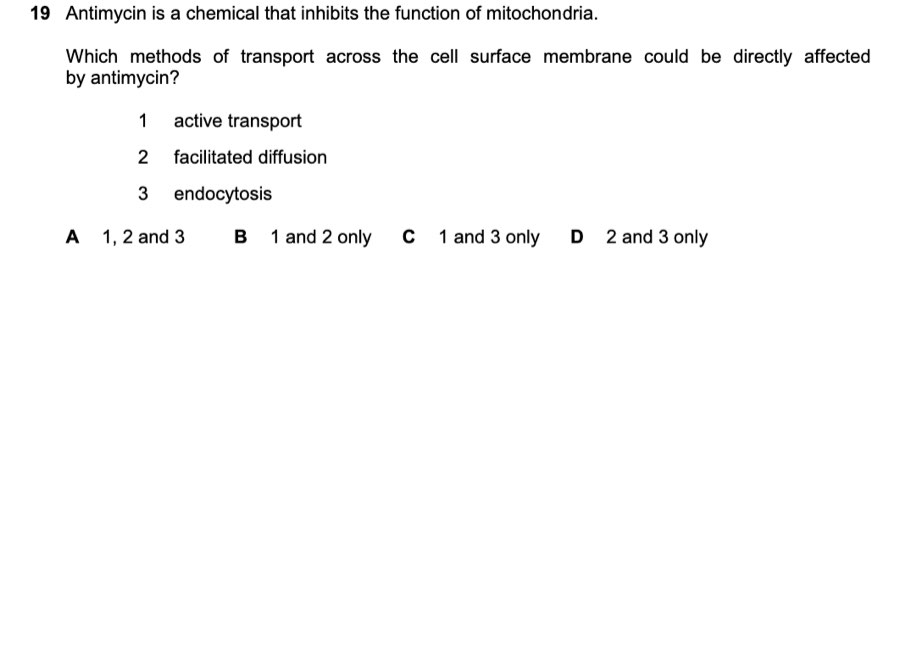 19 Antimycin is a chemical that inhibits the function of mitochondria.
Which methods of transport across the cell surface membrane could be directly affected
by antimycin?
1 active transport
2 facilitated diffusion
3 endocytosis
A 1, 2 and 3 B 1 and 2 only C 1 and 3 only D 2 and 3 only